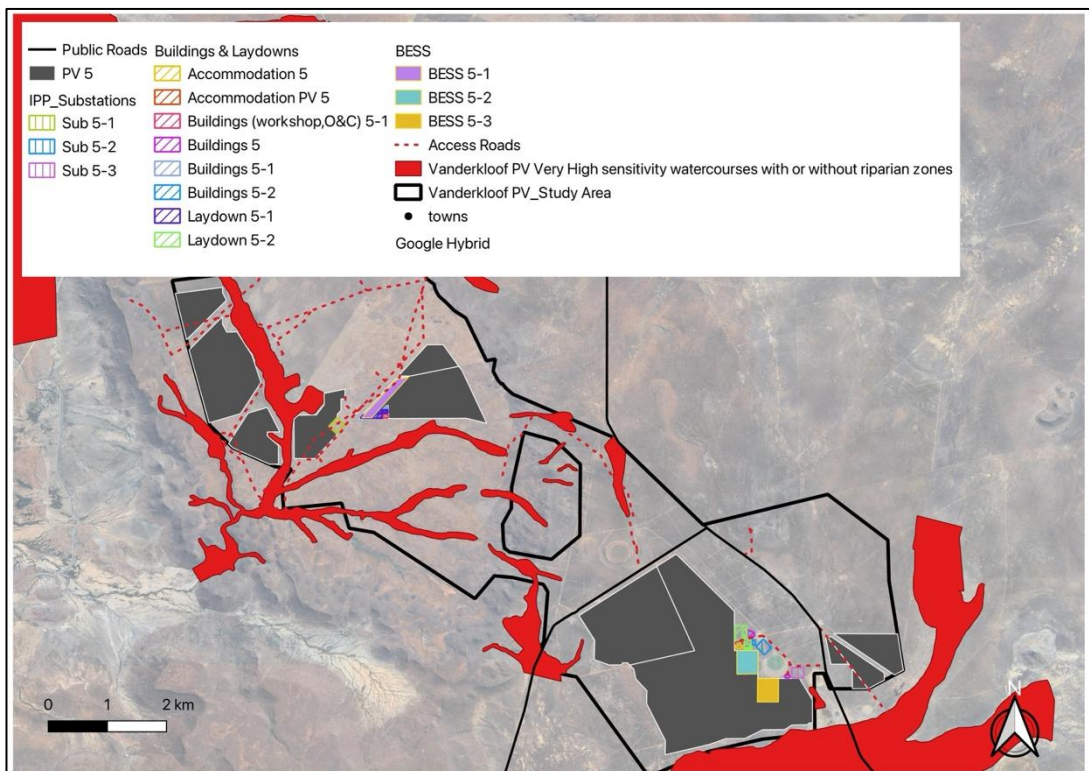 Public Roads
PV 5
IPP_Substations
Sub 5-1
Sub 5-2
Sub 5-3
Buildings & Laydowns
Accommodation 5
Accommodation PV 5
Buildings (workshop,O&C) 5-1
Buildings 5
Buildings 5-1
Buildings 5-2
Laydown 5-1
Laydown 5-2
BESS
BESS 5-1
BESS 5-2
BESS 5-3
Access Roads
Vanderkloof PV Very High sensitivity watercourses with or without riparian zones
Vanderkloof PV_Study Area
towns
Google Hybrid
0 1 2 km
N